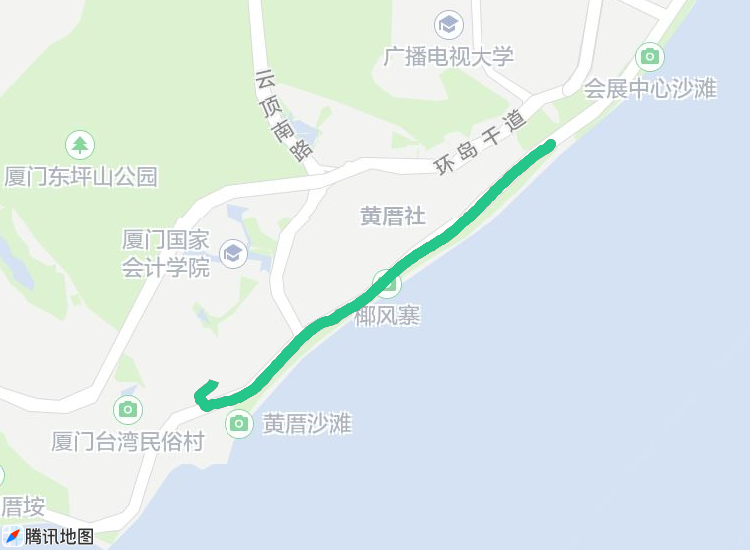 广播电视大学
会展中心沙滩
云顶南路
环岛干道
厦门东坪山公园
黄厝社
厦门国家
会计学院
椰风寨
黄厝沙滩
厦门台湾民俗村
厝垵
腾讯地图